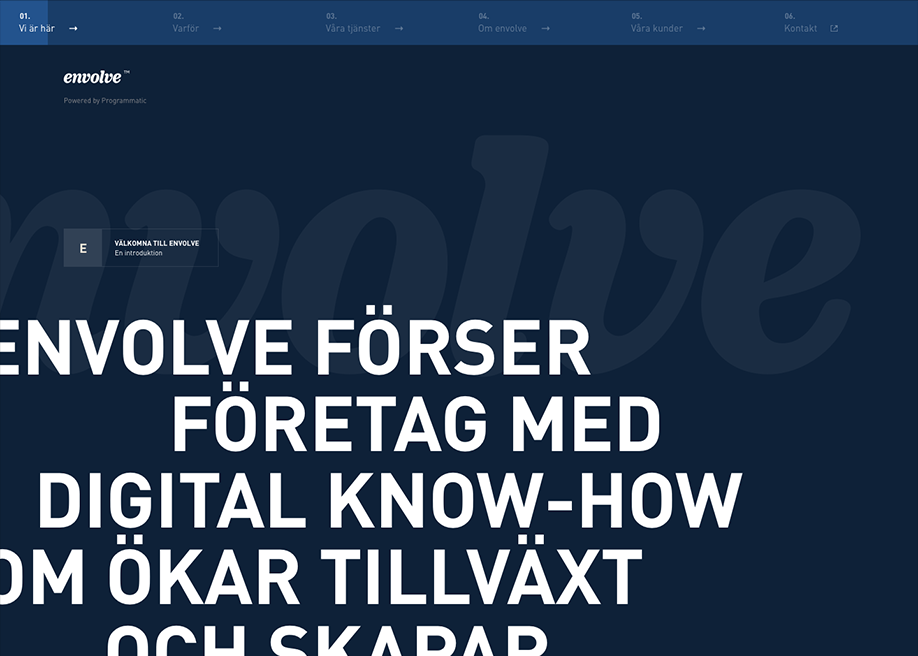 01.
Vi är här →
02.
Varför →
03.
Våra tjänster →
04.
Om envolve →
05.
Våra kunder →
06.
Kontakt
envolve™
Powered by Programmatic
nvolve
E
VÄLKOMNA TILL ENVOLVE
En introduktion
ENVOLVE FÖRSER
FÖRETAG MED
DIGITAL KNOW-HOW
OM ÖKAR TILLVÄXT
OCH SKAPAR